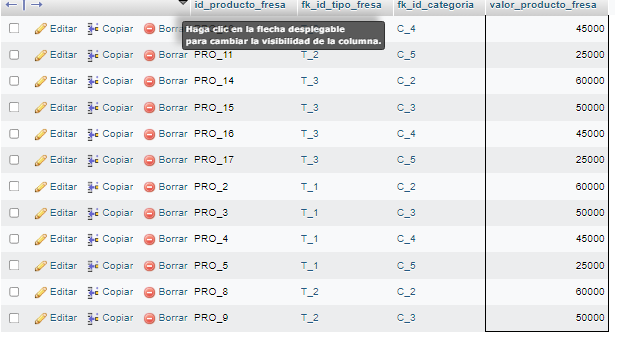 ←|→ id_producto_fresa fk_id_tipo_fresa fk_id_categoria valor_producto_fresa
Editar Copiar Borrar C_4 45000
Haga clic en la flecha desplegable
para cambiar la visibilidad de la columna.
Editar Copiar Borrar PRO_11 T_2 C_5 25000
Editar Copiar Borrar PRO_14 T_3 C_2 60000
Editar Copiar Borrar PRO_15 T_3 C_3 50000
Editar Copiar Borrar PRO_16 T_3 C_4 45000
Editar Copiar Borrar PRO_17 T_3 C_5 25000
Editar Copiar Borrar PRO_2 T_1 C_2 60000
Editar Copiar Borrar PRO_3 T_1 C_3 50000
Editar Copiar Borrar PRO_4 T_1 C_4 45000
Editar Copiar Borrar PRO_5 T_1 C_5 25000
Editar Copiar Borrar PRO_8 T_2 C_2 60000
Editar Copiar Borrar PRO_9 T_2 C_3 50000